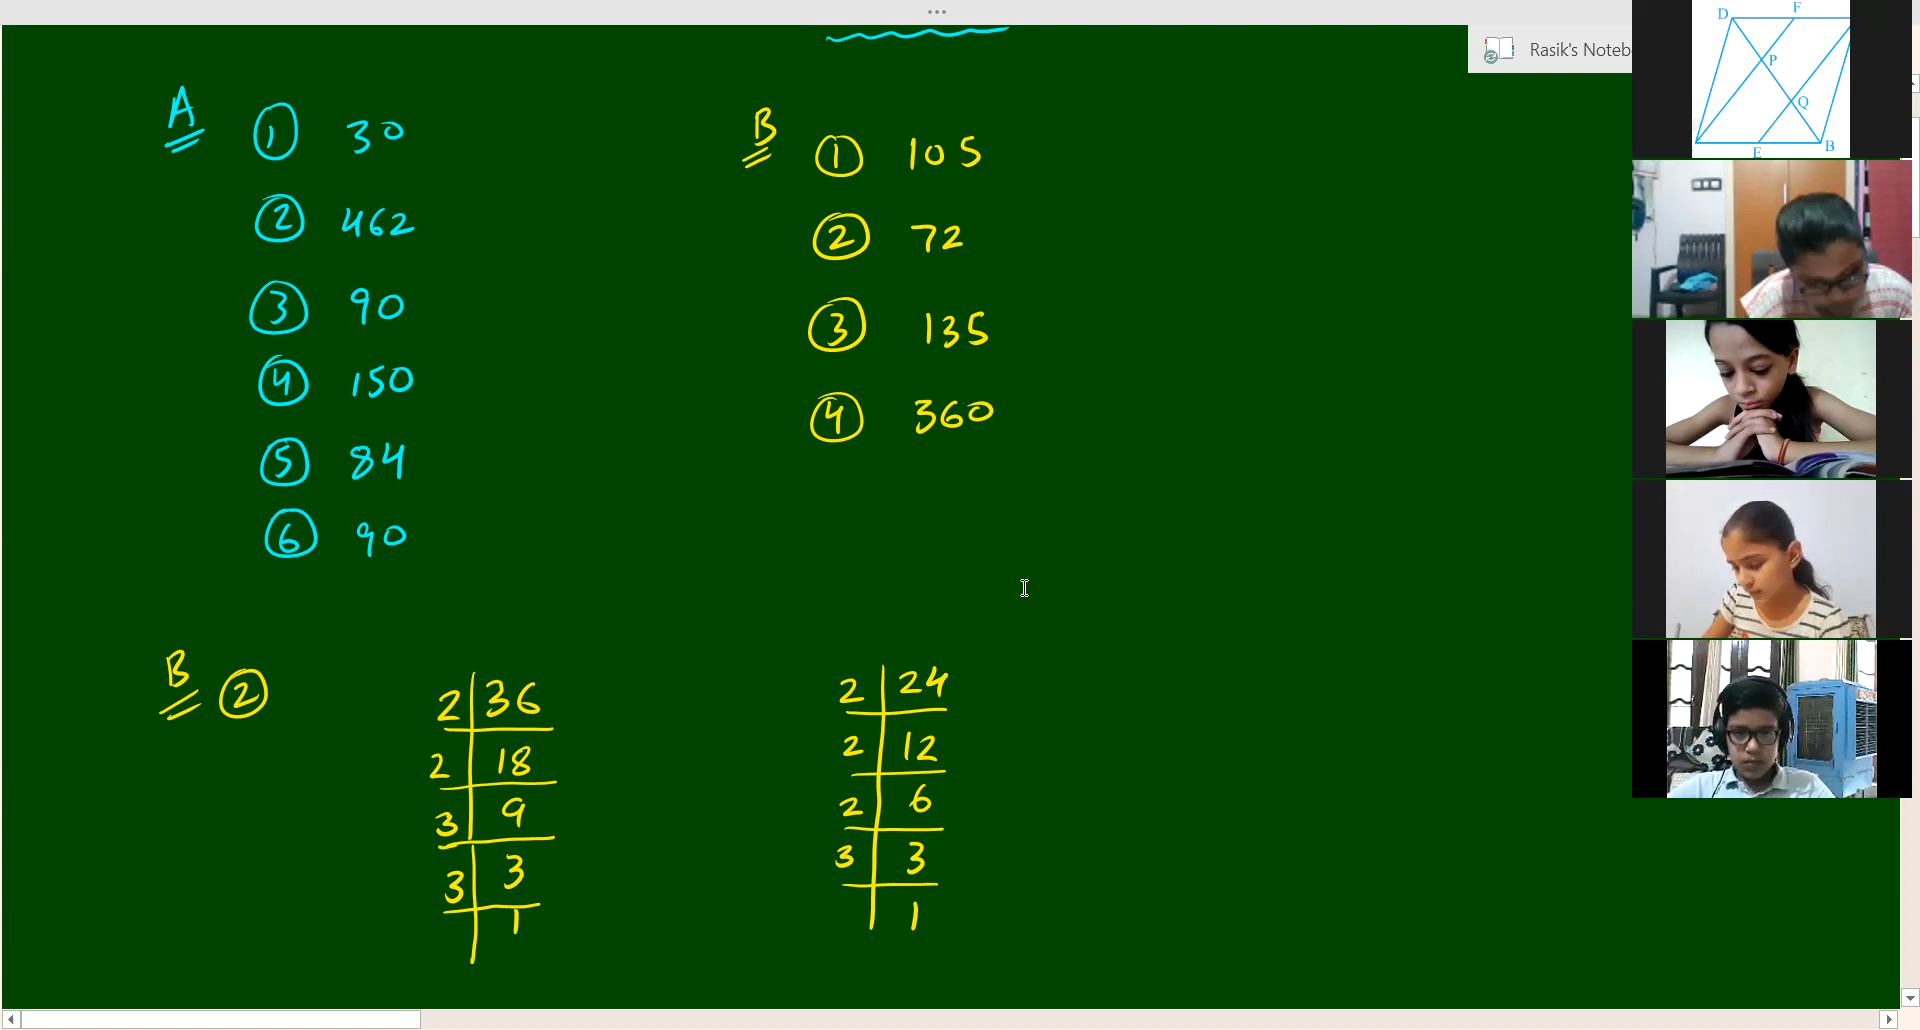 Rasik's Noteb
A
① 30
② 462
③ 90
④ 150
⑤ 84
⑥ 90
B
① 105
② 72
③ 135
④ 360
B ②
2 | 36
2 | 18
3 | 9
3 | 3
1
2 | 24
2 | 12
2 | 6
3 | 3
1
D F
P
Q
E B